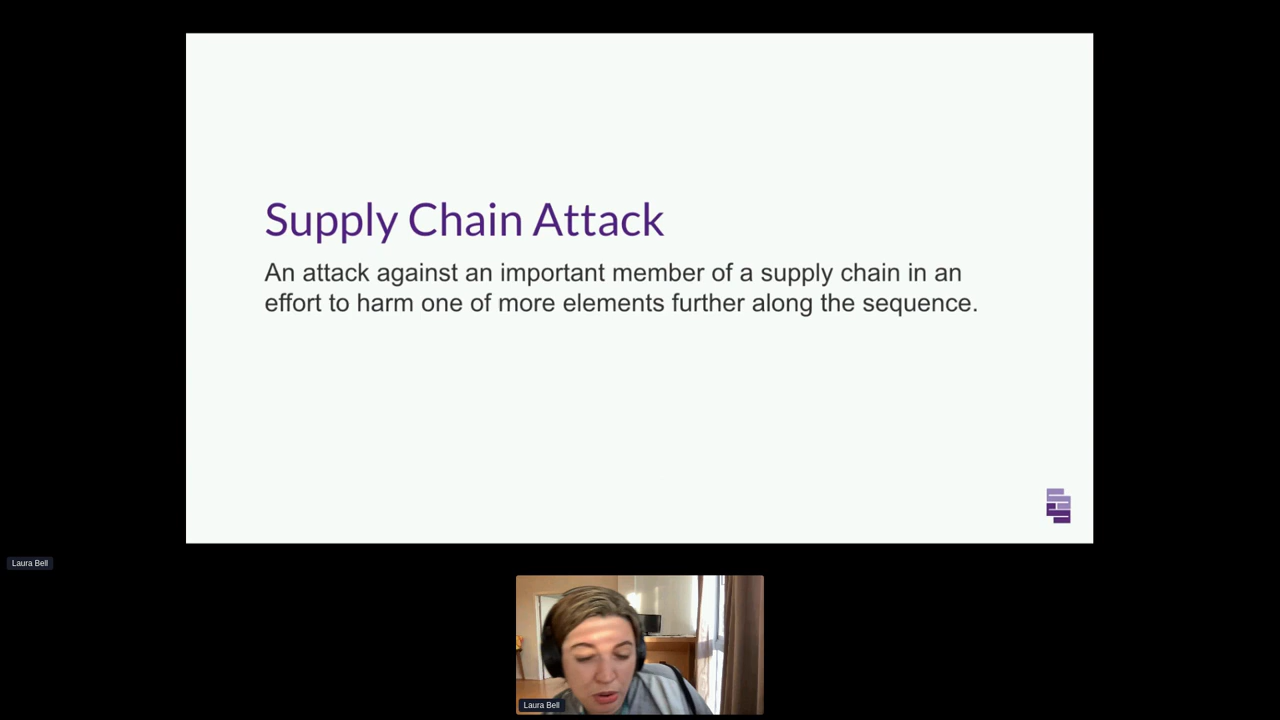 Supply Chain Attack
An attack against an important member of a supply chain in an
effort to harm one of more elements further along the sequence.
Laura Bell
Laura Bell